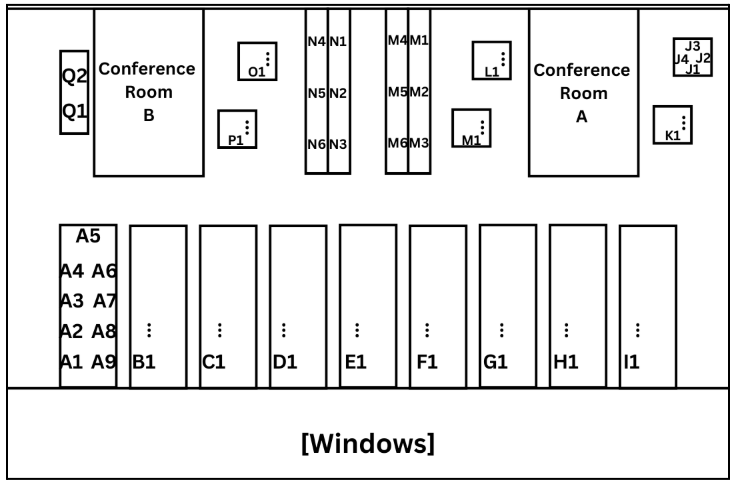 J3
J4 J2
J1
Q2
Q1
Conference
Room
B
O1
P1
N4 N1
N5 N2
N6 N3
M4 M1
M5 M2
M6 M3
L1
M1
Conference
Room
A
K1
A5
A4 A6
A3 A7
A2 A8
A1 A9
B1
C1
D1
E1
F1
G1
H1
I1
[Windows]